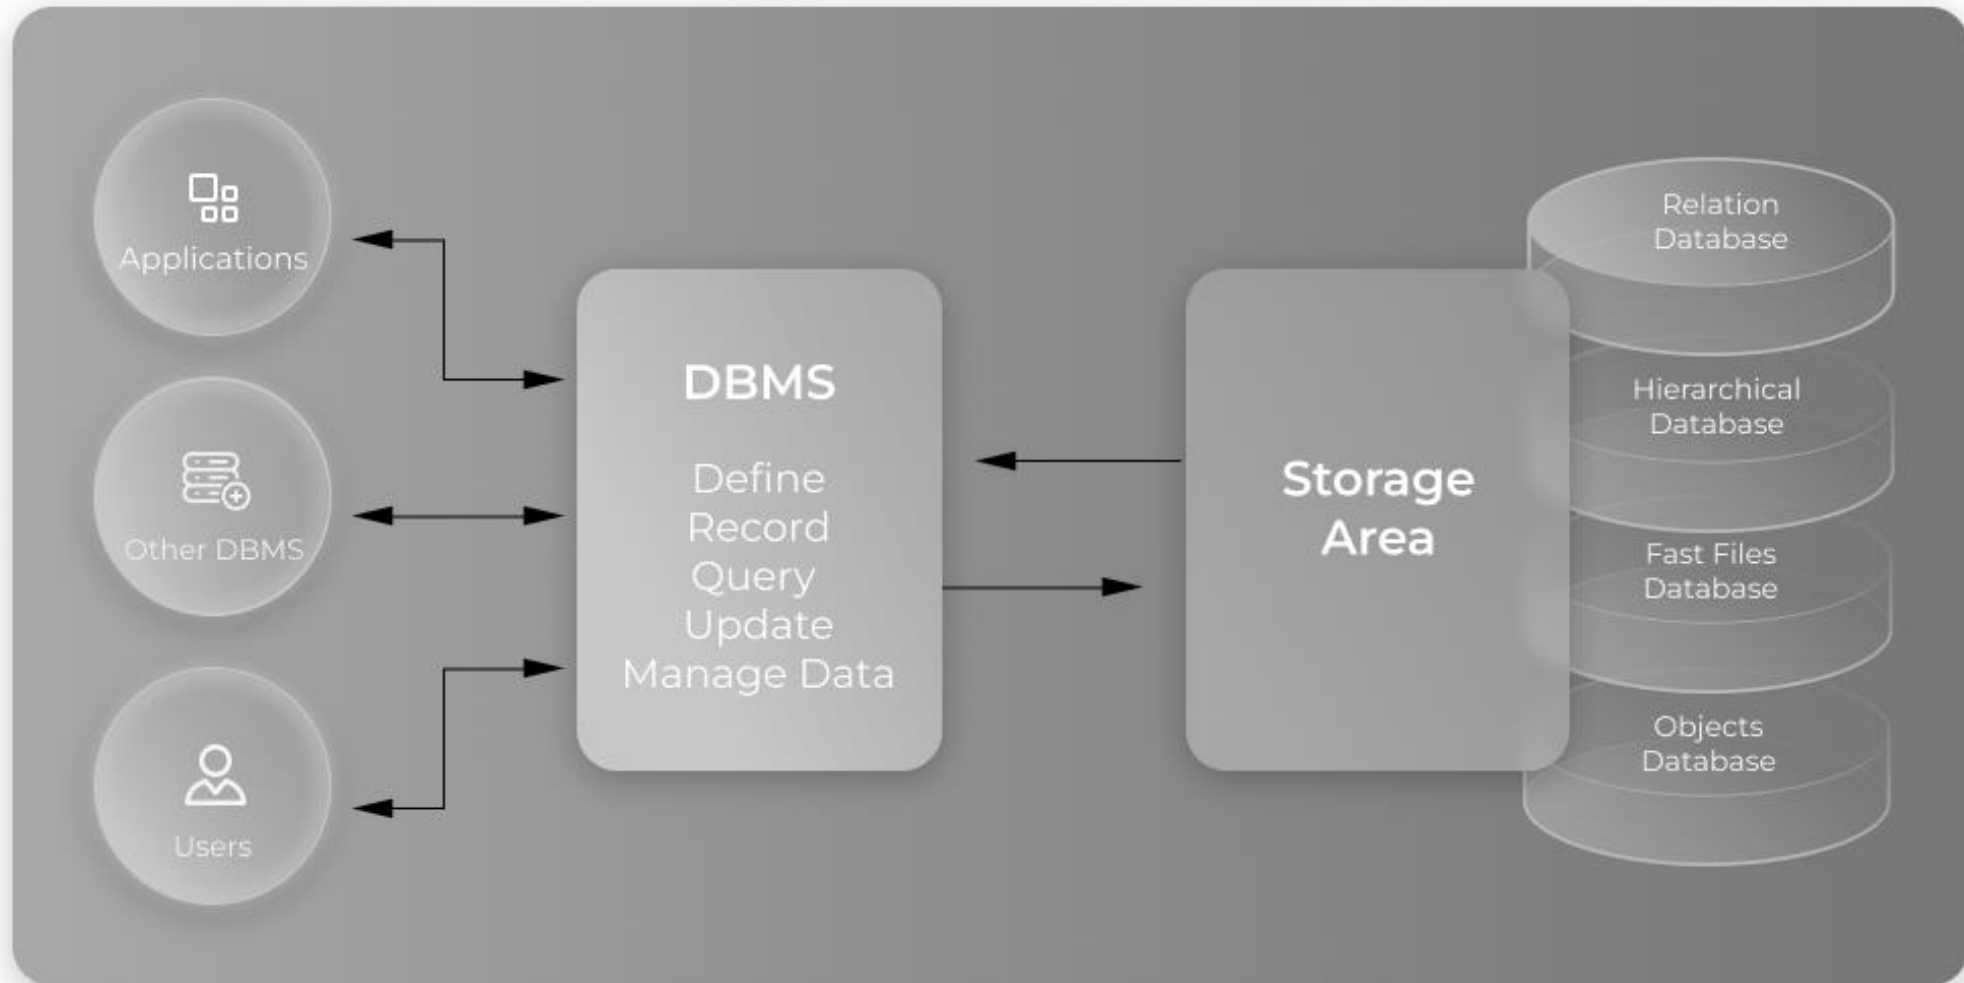 Applications
Other DBMS
Users
DBMS
Define
Record
Query
Update
Manage Data
Storage
Area
Relation
Database
Hierarchical
Database
Fast Files
Database
Objects
Database